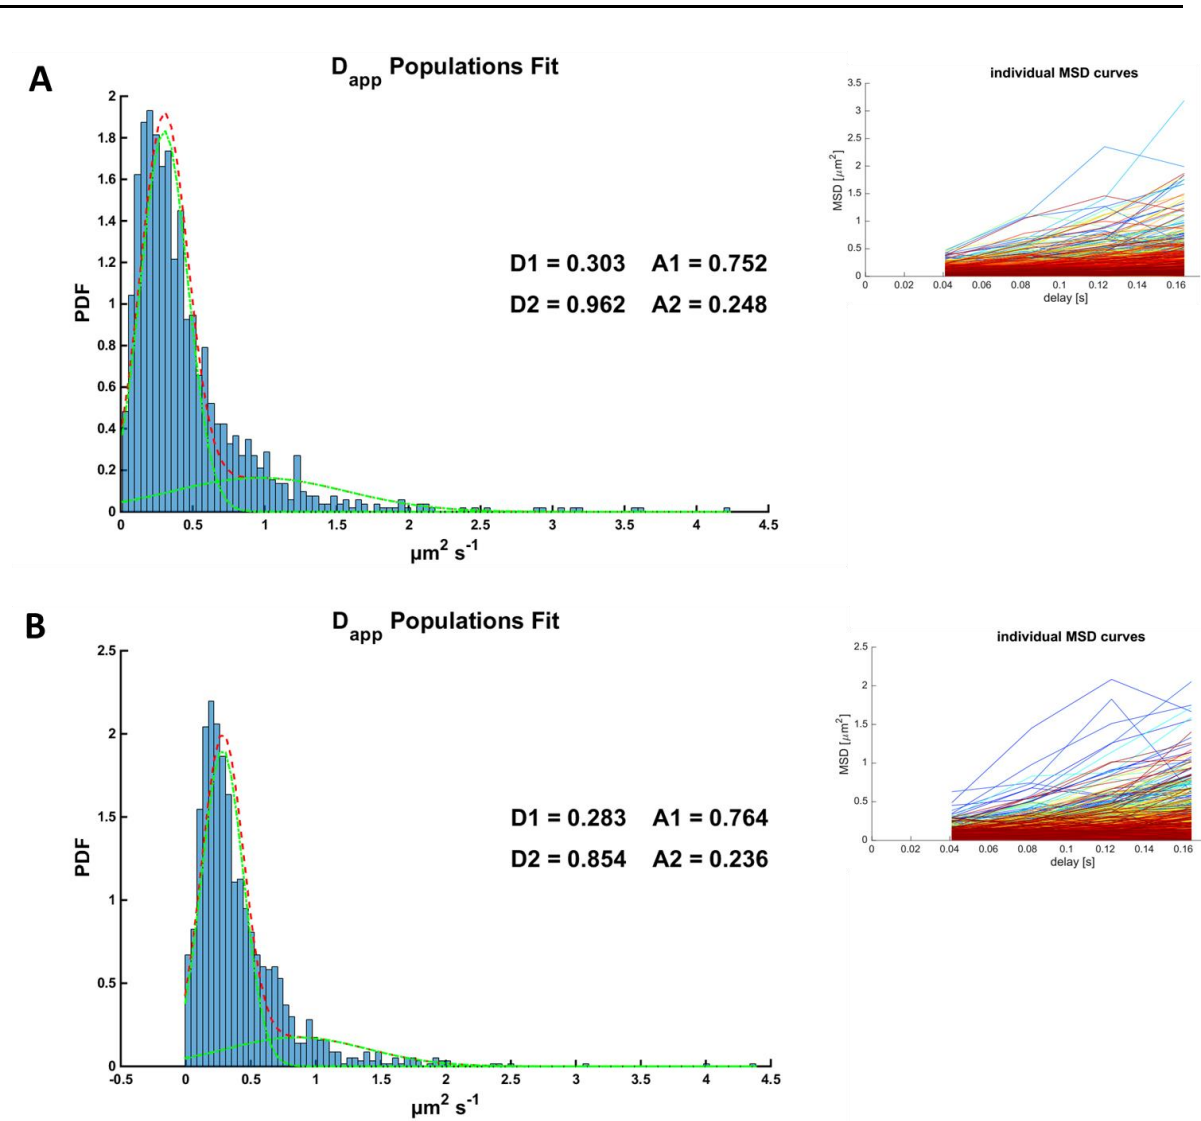 A
D_app Populations Fit
2
1.8
1.6
1.4
1.2
1
0.8
0.6
0.4
0.2
0
PDF
D1 = 0.303 A1 = 0.752
D2 = 0.962 A2 = 0.248
0 0.5 1 1.5 2 2.5 3 3.5 4 4.5
µm² s⁻¹
individual MSD curves
3.5
3
2.5
2
1.5
1
0.5
0
MSD [µm²]
0 0.02 0.04 0.06 0.08 0.1 0.12 0.14 0.16
delay [s]
B
D_app Populations Fit
2.5
2
1.5
1
0.5
0
PDF
D1 = 0.283 A1 = 0.764
D2 = 0.854 A2 = 0.236
-0.5 0 0.5 1 1.5 2 2.5 3 3.5 4 4.5
µm² s⁻¹
individual MSD curves
2.5
2
1.5
1
0.5
0
MSD [µm²]
0 0.02 0.04 0.06 0.08 0.1 0.12 0.14 0.16
delay [s]